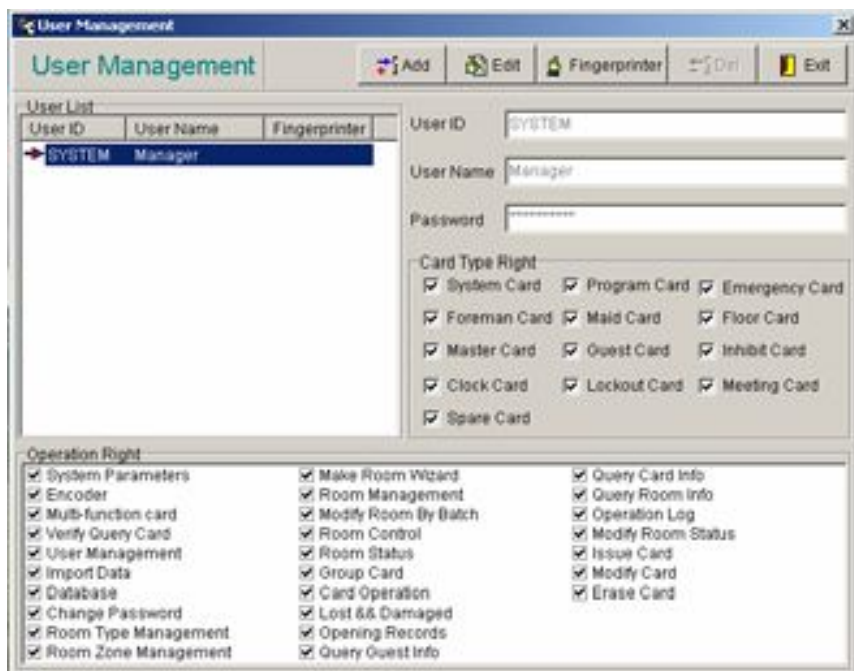 User Management
User Management
Add Edit Fingerprinter Exit
User List
User ID User Name Fingerprinter
SYSTEM Manager
User ID SYSTEM
User Name Manager
Password ***********
Card Type Right
System Card Program Card Emergency Card
Foreman Card Maid Card Floor Card
Master Card Guest Card Inhibit Card
Clock Card Lockout Card Meeting Card
Spare Card
Operation Right
System Parameters Make Room Wizard Query Card Info
Encoder Room Management Query Room Info
Multi-function card Modify Room By Batch Operation Log
Verify Query Card Room Control Modify Room Status
User Management Room Status Issue Card
Import Data Group Card Modify Card
Database Card Operation Erase Card
Change Password Lost && Damaged
Room Type Management Opening Records
Room Zone Management Query Guest Info